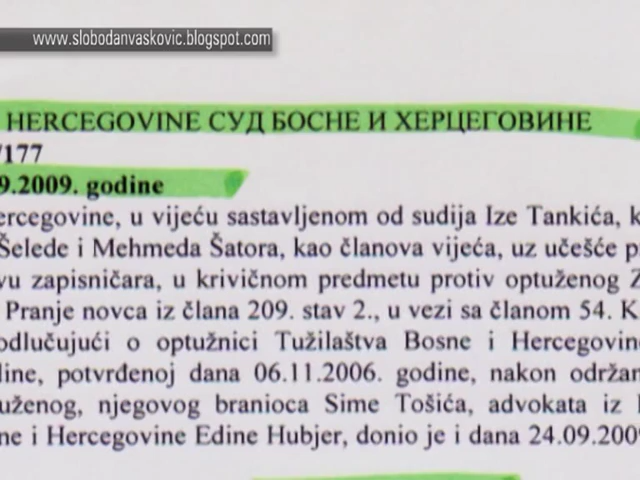 www.slobodanvaskovic.blogspot.com
HERCEGOVINE СУД БОСНЕ И ХЕРЦЕГОВИНЕ
/177
9.2009. godine
ercegovine, u vijeću sastavljenom od sudija Ize Tankića, k
Šelede i Mehmeda Šatora, kao članova vijeća, uz učešće p
vu zapisničara, u krivičnom predmetu protiv optuženog Z
Pranje novca iz člana 209. stav 2., u vezi sa članom 54. K
odlučujući o optužnici Tužilaštva Bosne i Hercegovine
line, potvrđenoj dana 06.11.2006. godine, nakon održan
uženog, njegovog branioca Sime Tošića, advokata iz
ne i Hercegovine Edine Hubjer, donio je i dana 24.09.2009